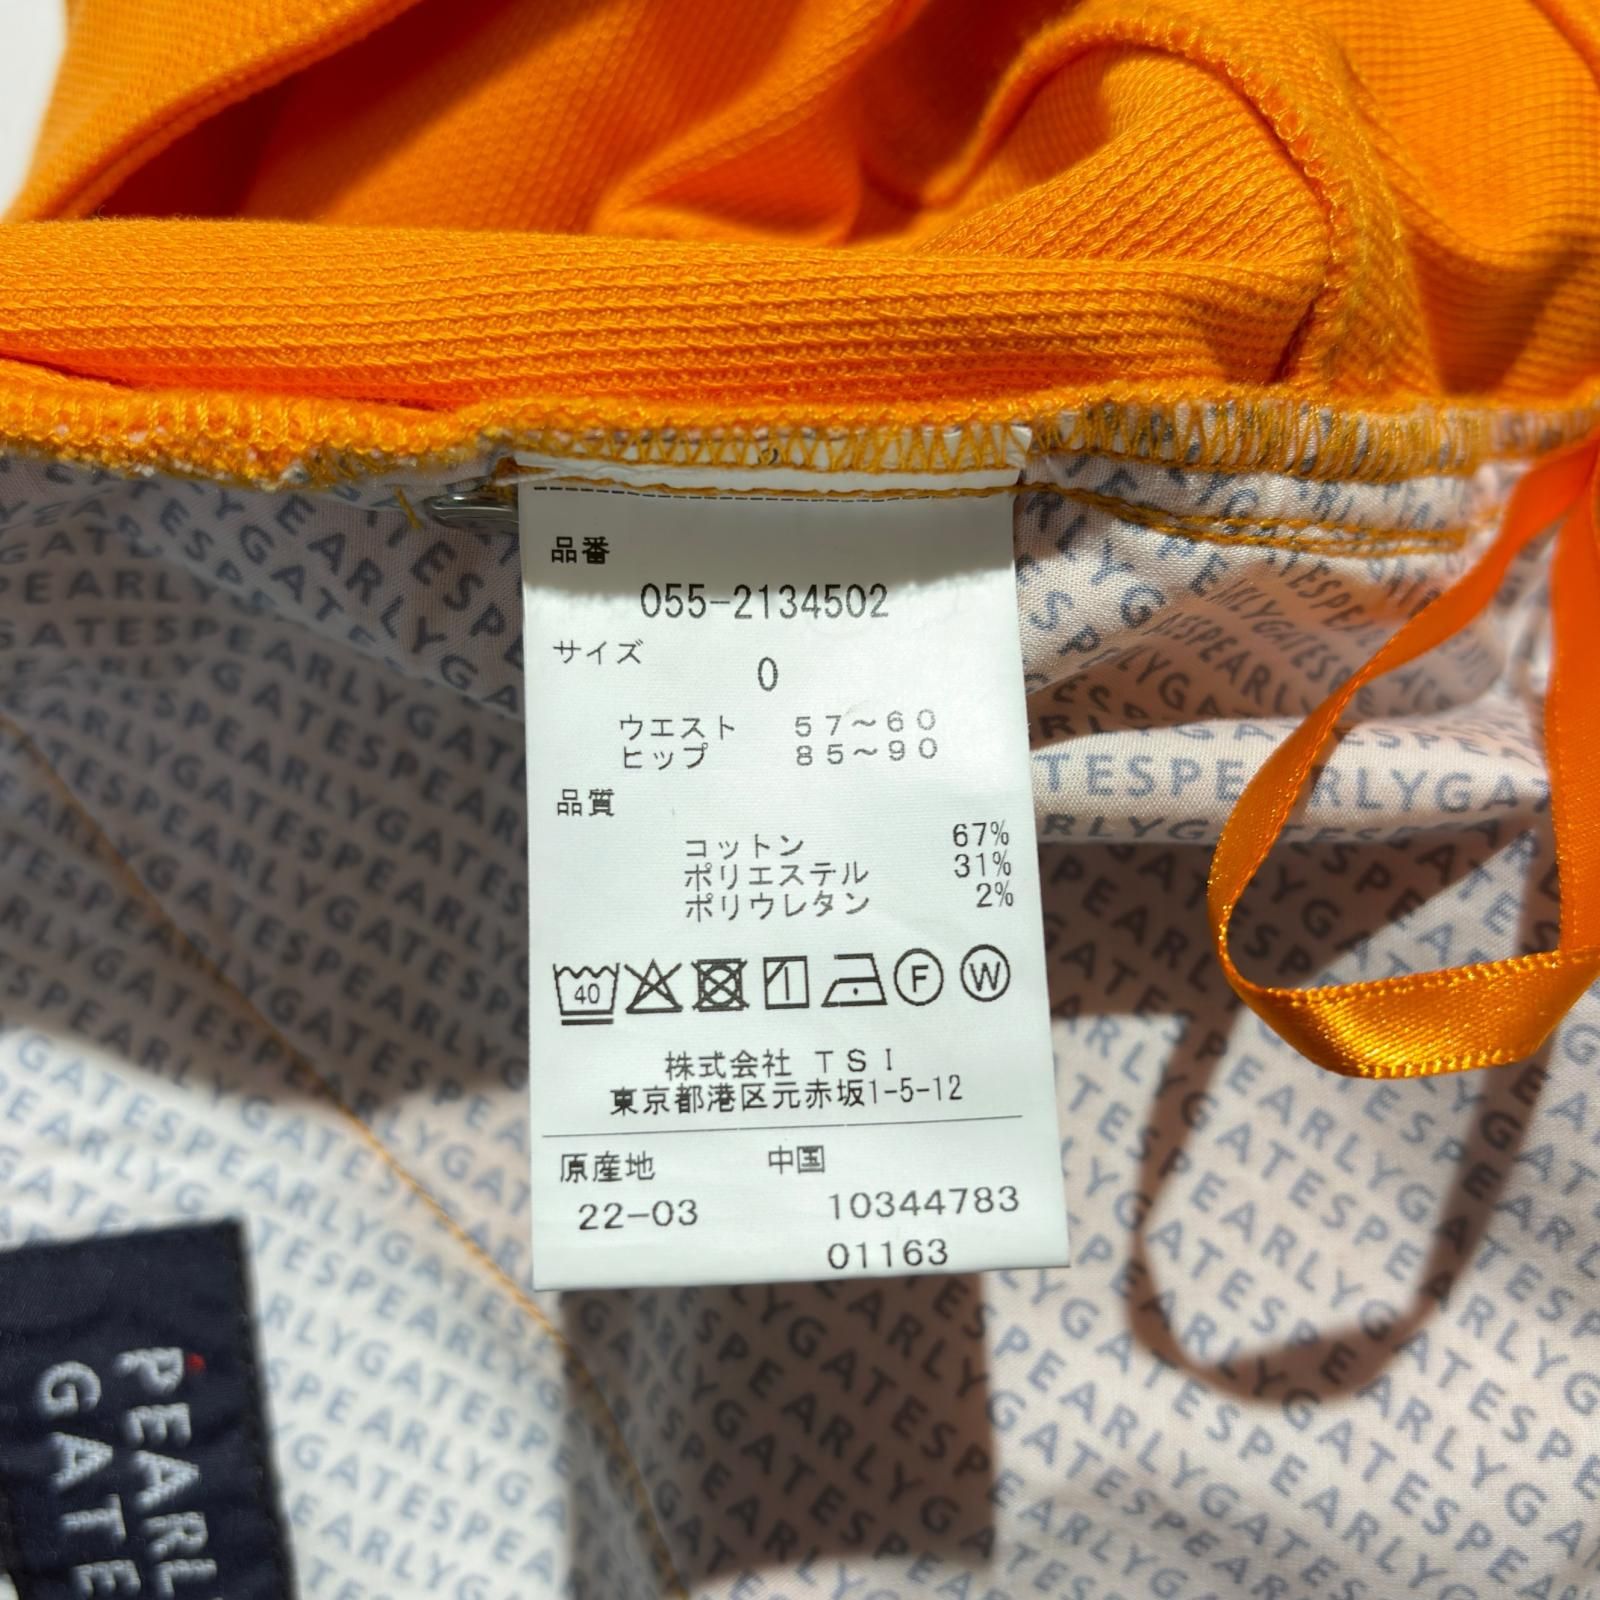 品番
055-2134502
サイズ
0
ウエスト 57～60
ヒップ 85～90
品質
コットン 67%
ポリエステル 31%
ポリウレタン 2%
40 F W
株式会社 TSI
東京都港区元赤坂1-5-12
原産地 中国
22-03 10344783
01163
PEARL
GATE